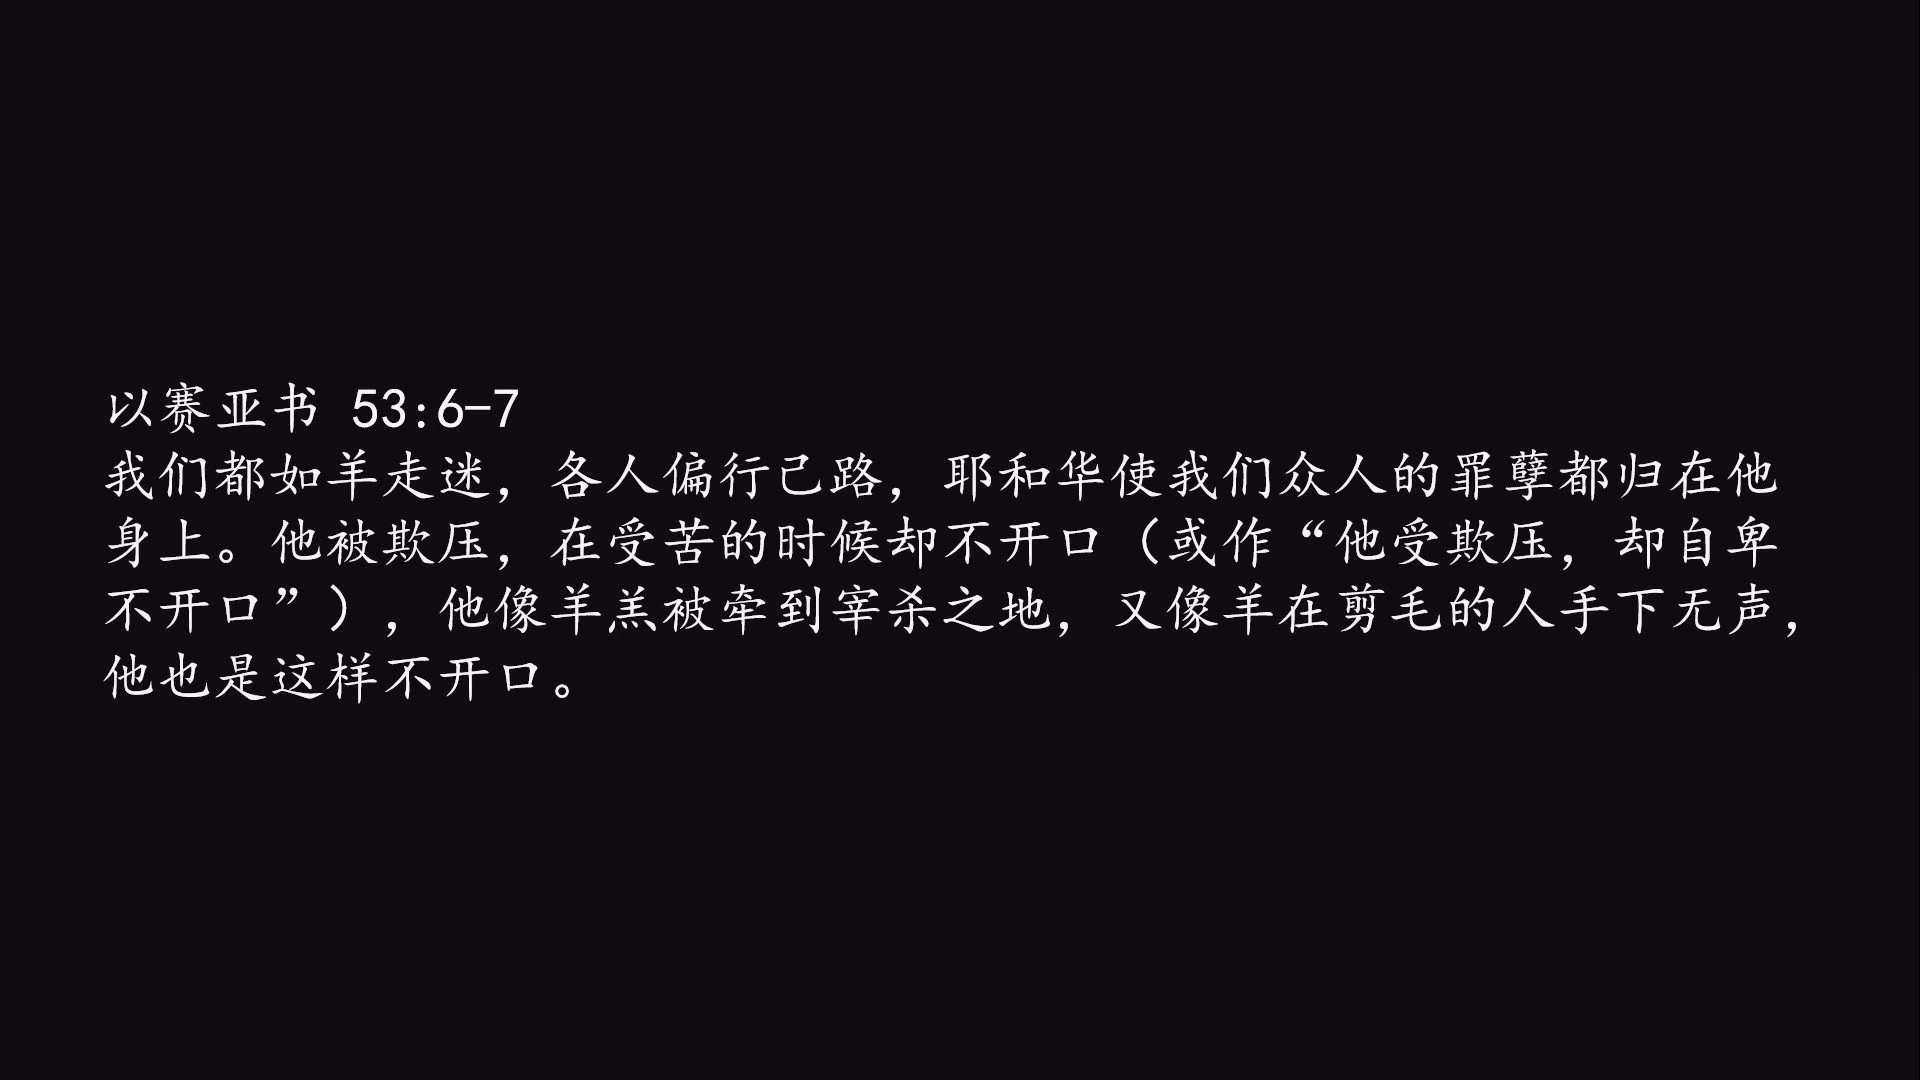 以赛亚书 53:6-7
我们都如羊走迷，各人偏行己路，耶和华使我们众人的罪孽都归在他
身上。他被欺压，在受苦的时候却不开口（或作“他受欺压，却自卑
不开口”），他像羊羔被牵到宰杀之地，又像羊在剪毛的人手下无声，
他也是这样不开口。